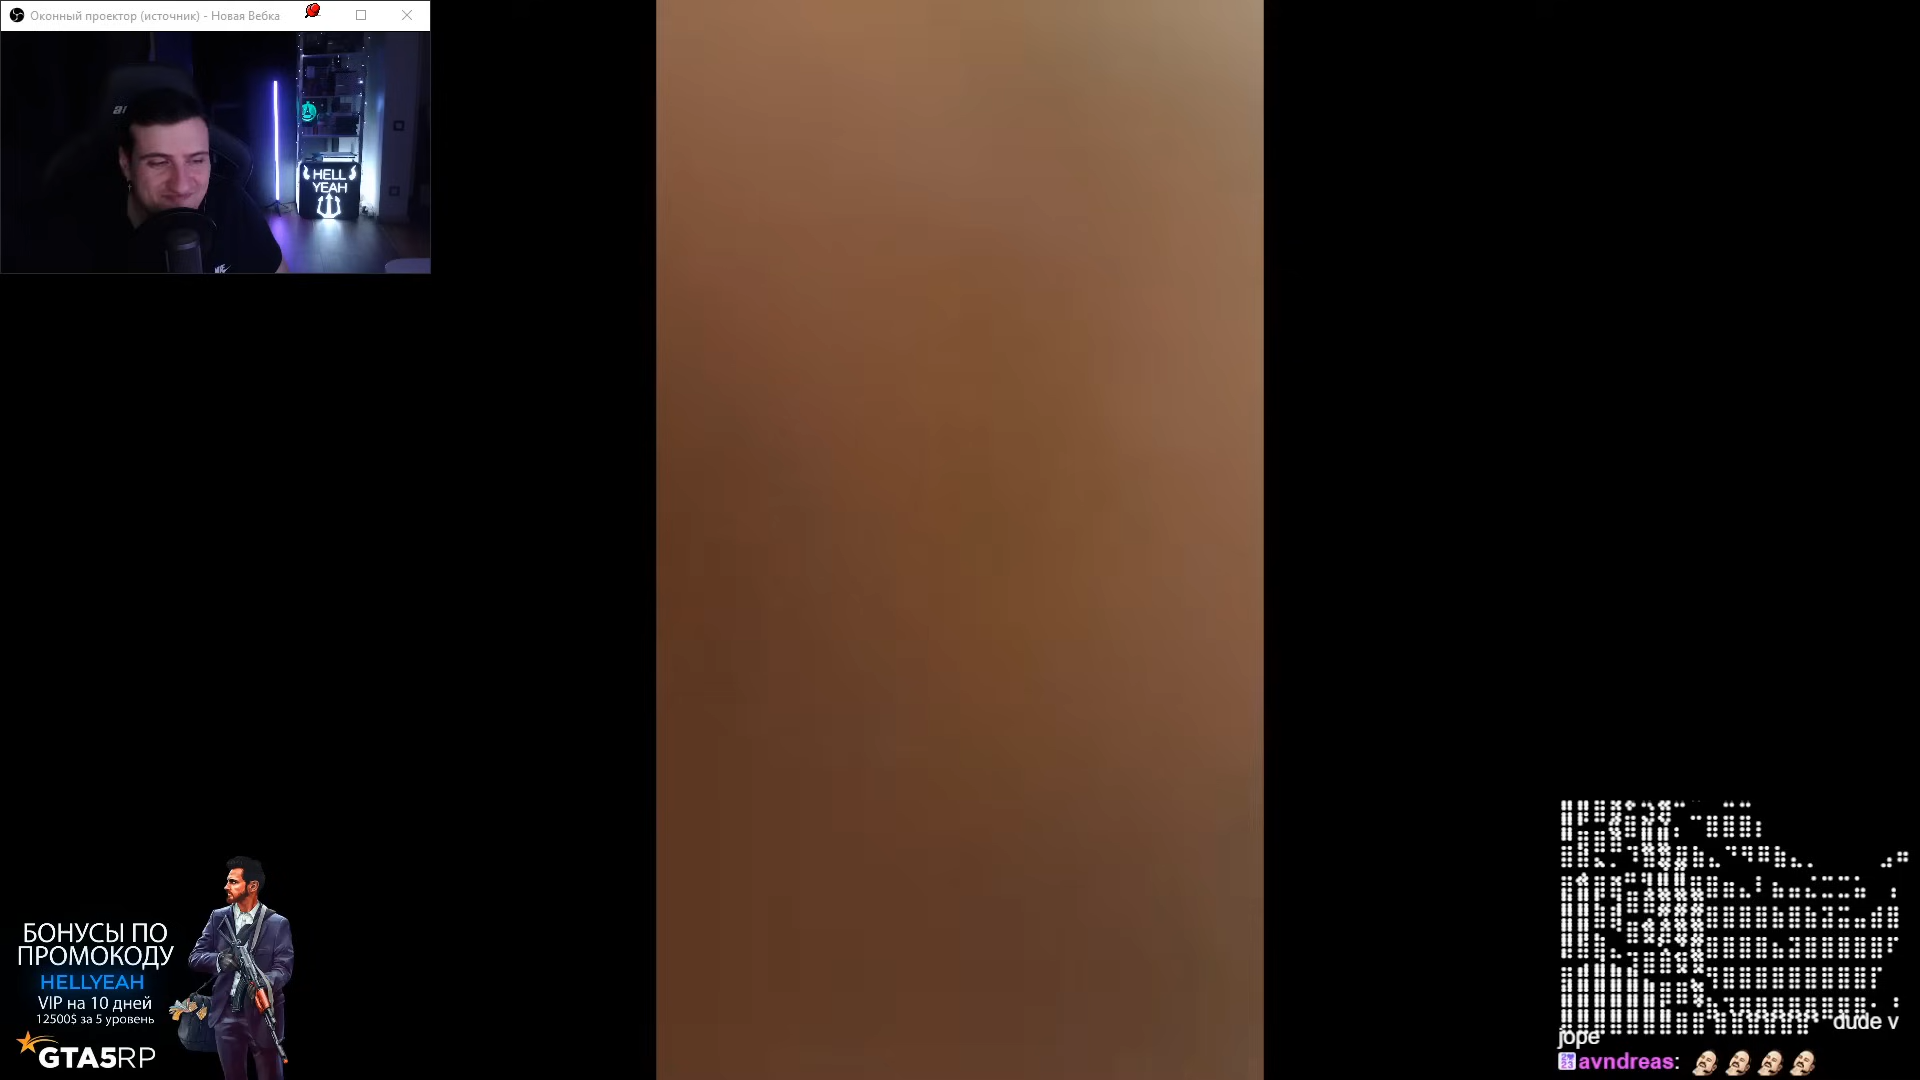 Оконный проектор (источник) - Новая Вебка
HELL
YEAH
БОНУСЫ ПО
ПРОМОКОДУ
HELLYEAH
VIP на 10 дней
12500$ за 5 уровень
GTA5RP
dude v
jope
avndreas: